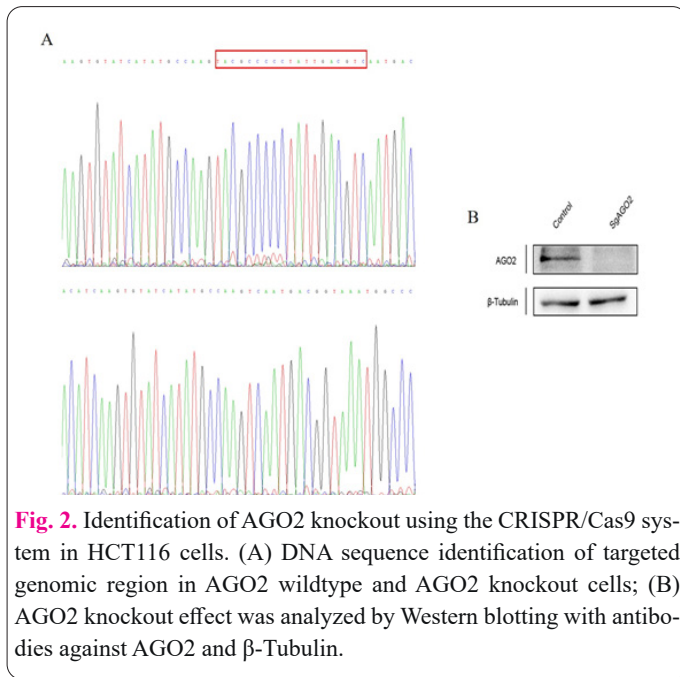 A
A A G T G T A T C A T A T G C C A A G T A C G C C C C C T A T T G A C G T C A A T G A C
A C A T C A A G T G T A T C A T A T G C C A A G T C A A T G A C G G T A A A T G G C C C
B
Control
SgAGO2
AGO2
β-Tubulin
Fig. 2. Identification of AGO2 knockout using the CRISPR/Cas9 sys-
tem in HCT116 cells. (A) DNA sequence identification of targeted
genomic region in AGO2 wildtype and AGO2 knockout cells; (B)
AGO2 knockout effect was analyzed by Western blotting with antibo-
dies against AGO2 and β-Tubulin.